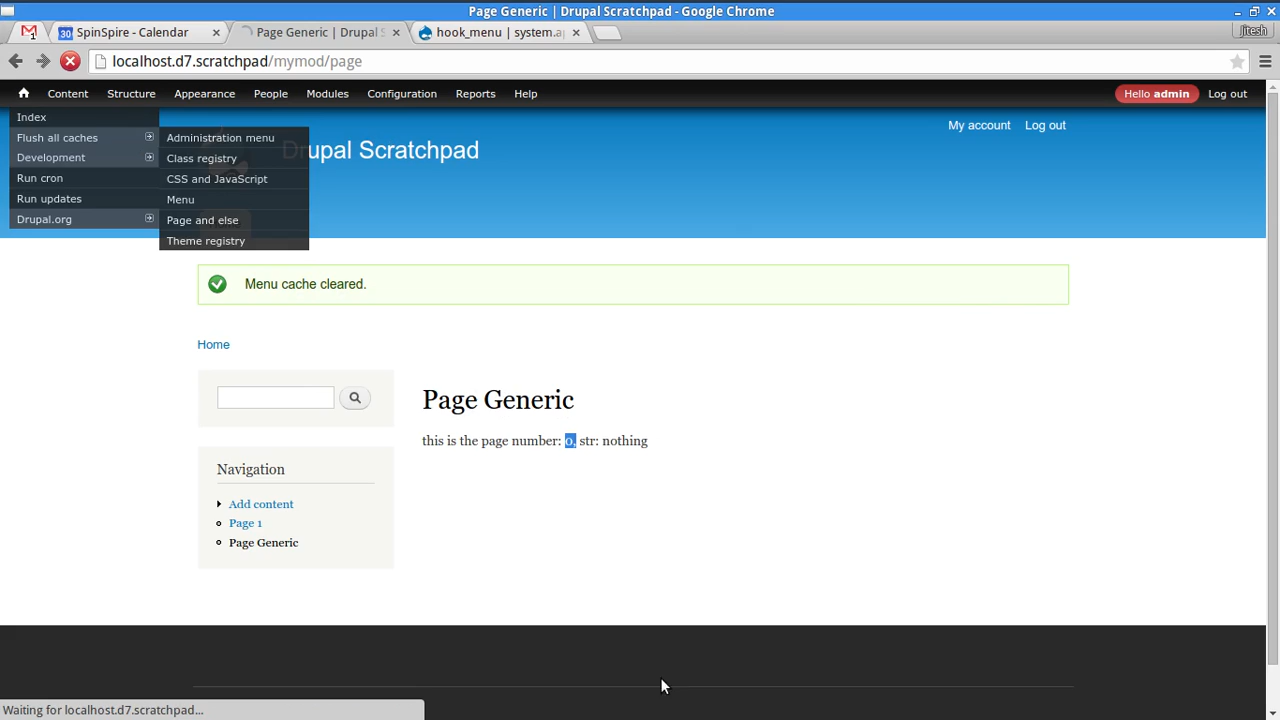 Page Generic | Drupal Scratchpad - Google Chrome
SpinSpire - Calendar
Page Generic | Drupal S
hook_menu | system.a
Jitesh
localhost.d7.scratchpad/mymod/page
Content Structure Appearance People Modules Configuration Reports Help Hello admin Log out
Index
Flush all caches
Development
Run cron
Run updates
Drupal.org
Administration menu
Class registry
CSS and JavaScript
Menu
Page and else
Theme registry
My account Log out
Drupal Scratchpad
Menu cache cleared.
Home
Page Generic
this is the page number: 0, str: nothing
Navigation
Add content
Page 1
Page Generic
Waiting for localhost.d7.scratchpad...